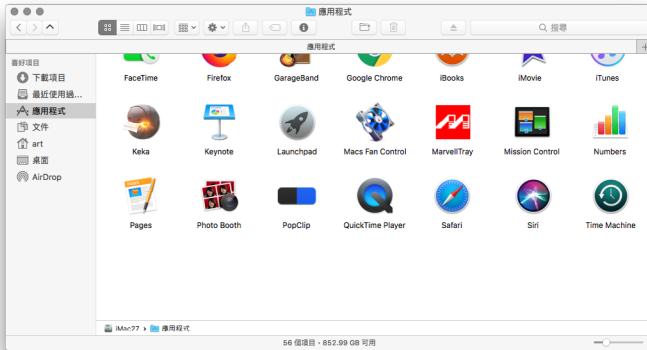 應用程式
搜尋
應用程式
喜好項目
下載項目
最近使用過...
應用程式
文件
art
桌面
AirDrop
FaceTime Firefox GarageBand Google Chrome iBooks iMovie iTunes
Keka Keynote Launchpad Macs Fan Control MarvellTray Mission Control Numbers
Pages Photo Booth PopClip QuickTime Player Safari Siri Time Machine
iMac27 › 應用程式
56 個項目，852.99 GB 可用